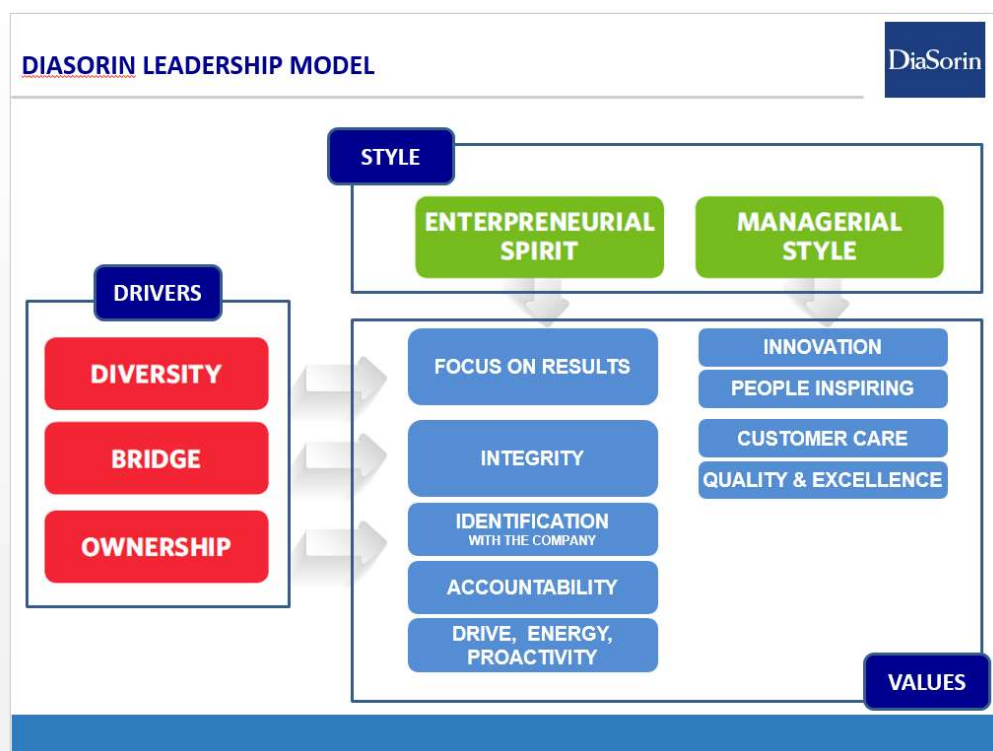 DIASORIN LEADERSHIP MODEL
DiaSorin
STYLE
ENTERPRENEURIAL
SPIRIT
MANAGERIAL
STYLE
DRIVERS
DIVERSITY
BRIDGE
OWNERSHIP
FOCUS ON RESULTS
INTEGRITY
IDENTIFICATION
WITH THE COMPANY
ACCOUNTABILITY
DRIVE, ENERGY,
PROACTIVITY
INNOVATION
PEOPLE INSPIRING
CUSTOMER CARE
QUALITY & EXCELLENCE
VALUES